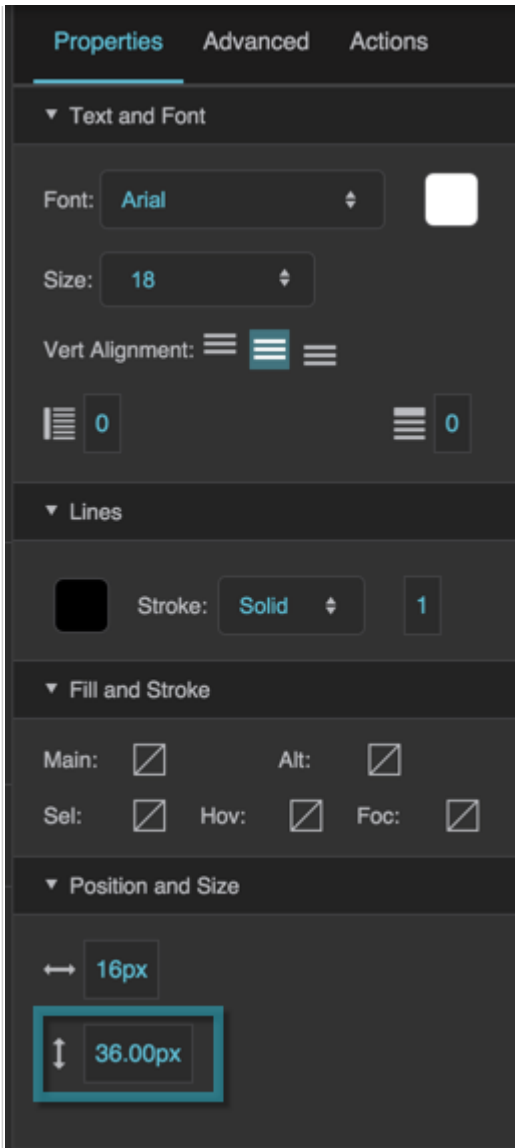 Properties Advanced Actions
Text and Font
Font: Arial
Size: 18
Vert Alignment:
0 0
Lines
Stroke: Solid 1
Fill and Stroke
Main: Alt:
Sel: Hov: Foc:
Position and Size
16px
36.00px